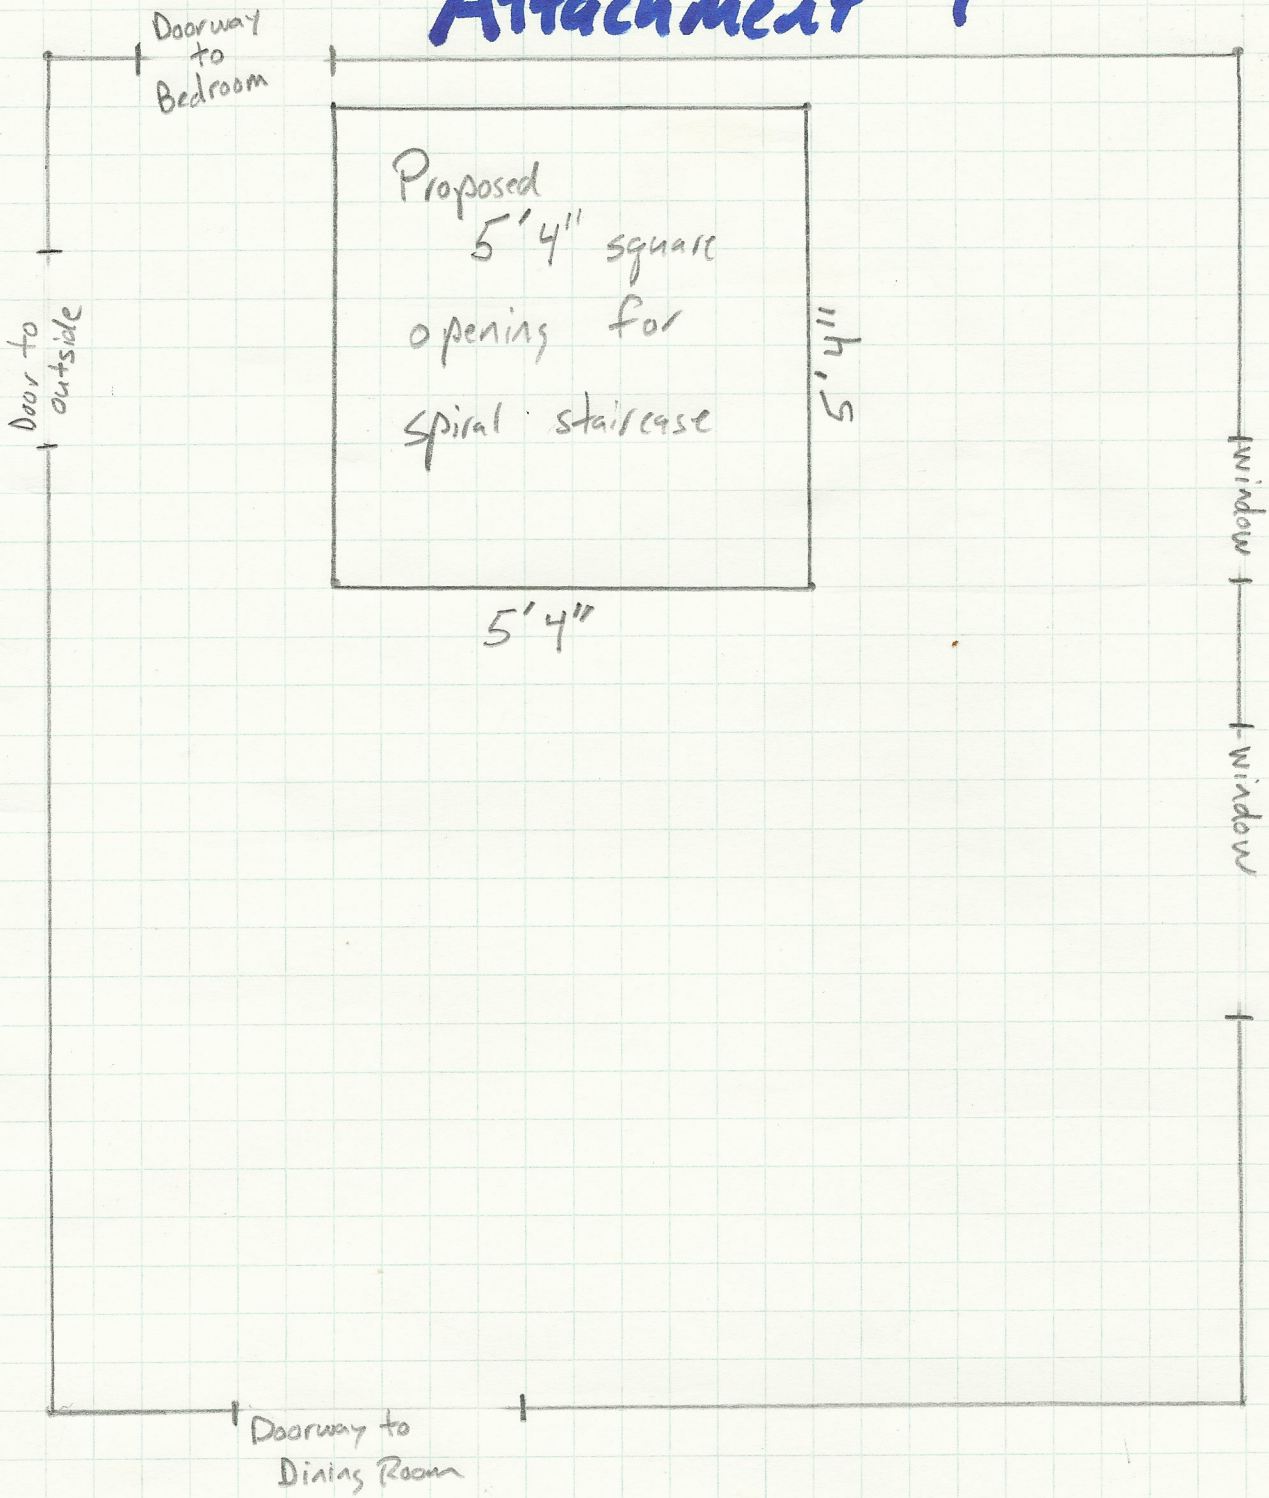 Attachment
Doorway
to
Bedroom
Proposed
5'4" square
opening for
spiral staircase
5'4"
5'4"
Door to
outside
window
window
Doorway to
Dining Room